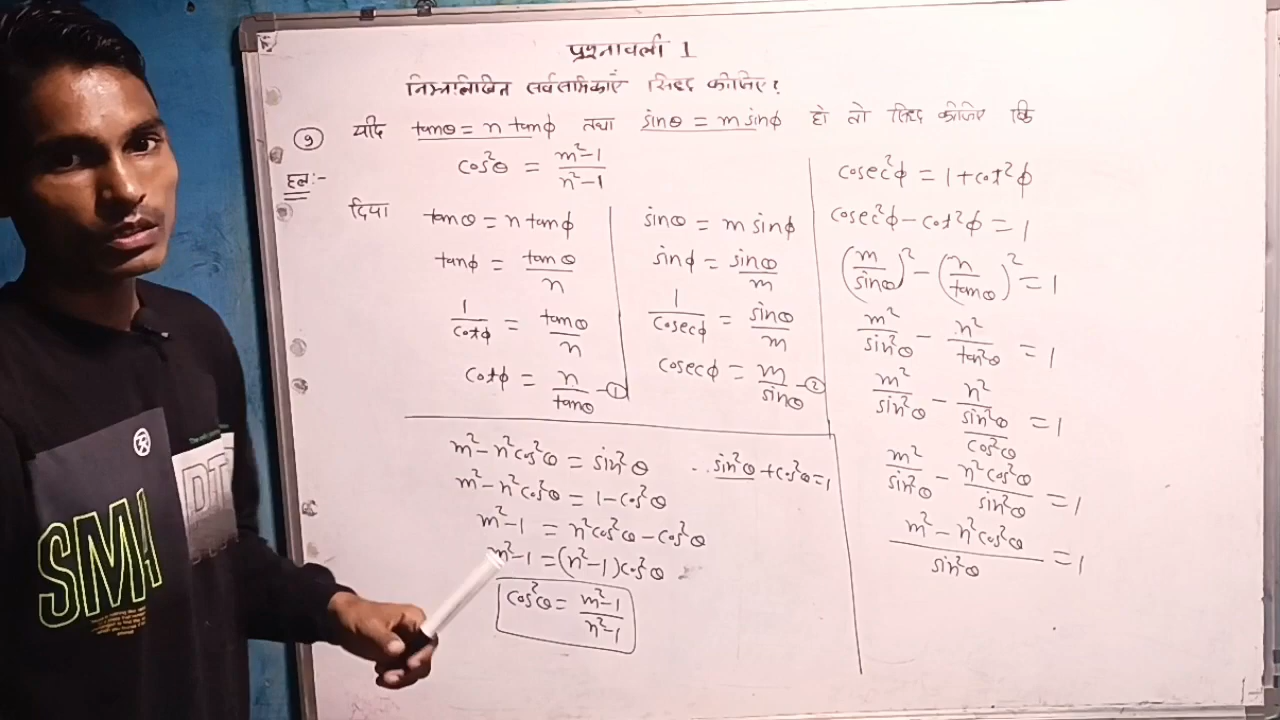 प्रश्नावली 1
निम्नलिखित सर्वसमिकाएँ सिद्ध कीजिए?
(9) यदि tanθ = n tanϕ तथा sinθ = m sinϕ हो तो सिद्ध कीजिए कि
cos²θ = (m²-1)/(n²-1)
हल:-
दिया
tanθ = n tanϕ
tanϕ = tanθ/n
1/cotϕ = tanθ/n
cotϕ = n/tanθ -①
sinθ = m sinϕ
sinϕ = sinθ/m
1/cosecϕ = sinθ/m
cosecϕ = m/sinθ -②
cosec²ϕ = 1+cot²ϕ
cosec²ϕ-cot²ϕ = 1
(m/sinθ)² - (n/tanθ)² = 1
m²/sin²θ - n²/tan²θ = 1
m²/sin²θ - n²/(sin²θ/cos²θ) = 1
m²/sin²θ - n²cos²θ/sin²θ = 1
(m² - n²cos²θ)/sin²θ = 1
m²-n²cos²θ = sin²θ ∴ sin²θ+cos²θ=1
m²-n²cos²θ = 1-cos²θ
m²-1 = n²cos²θ-cos²θ
m²-1 = (n²-1)cos²θ
cos²θ = (m²-1)/(n²-1)
SMA
DT